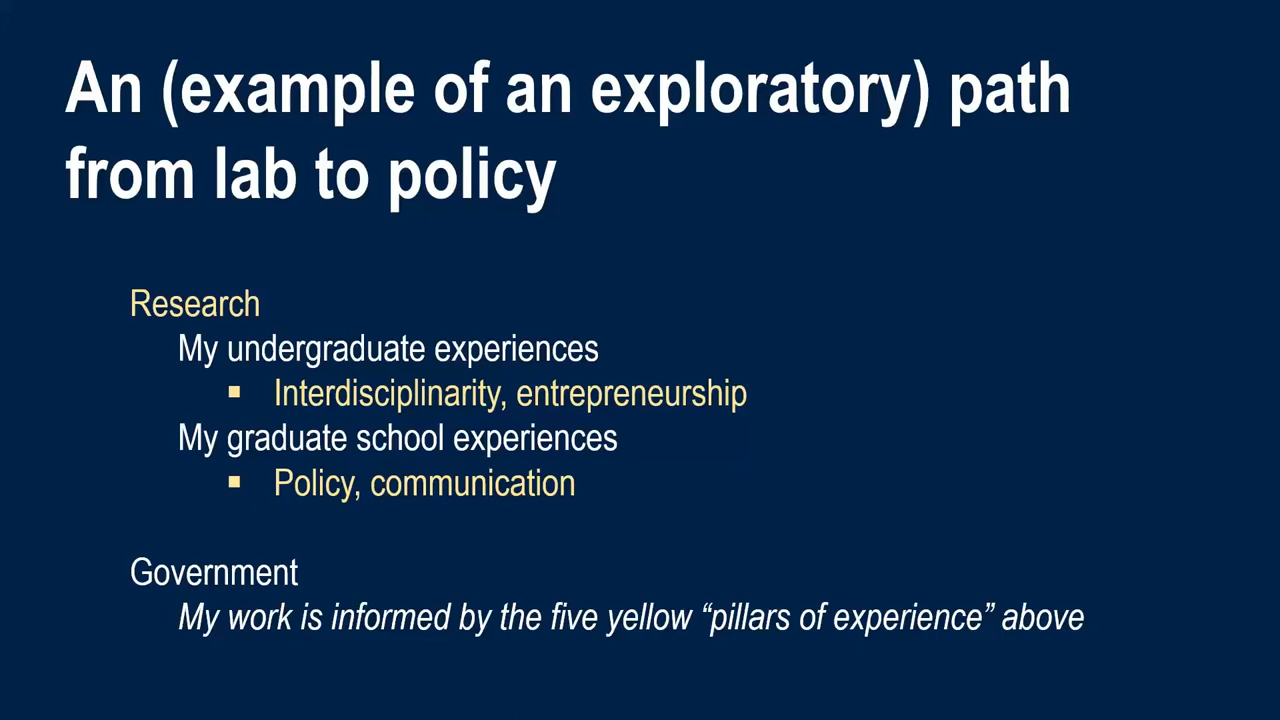 An (example of an exploratory) path
from lab to policy
Research
My undergraduate experiences
▪ Interdisciplinarity, entrepreneurship
My graduate school experiences
▪ Policy, communication
Government
My work is informed by the five yellow “pillars of experience” above